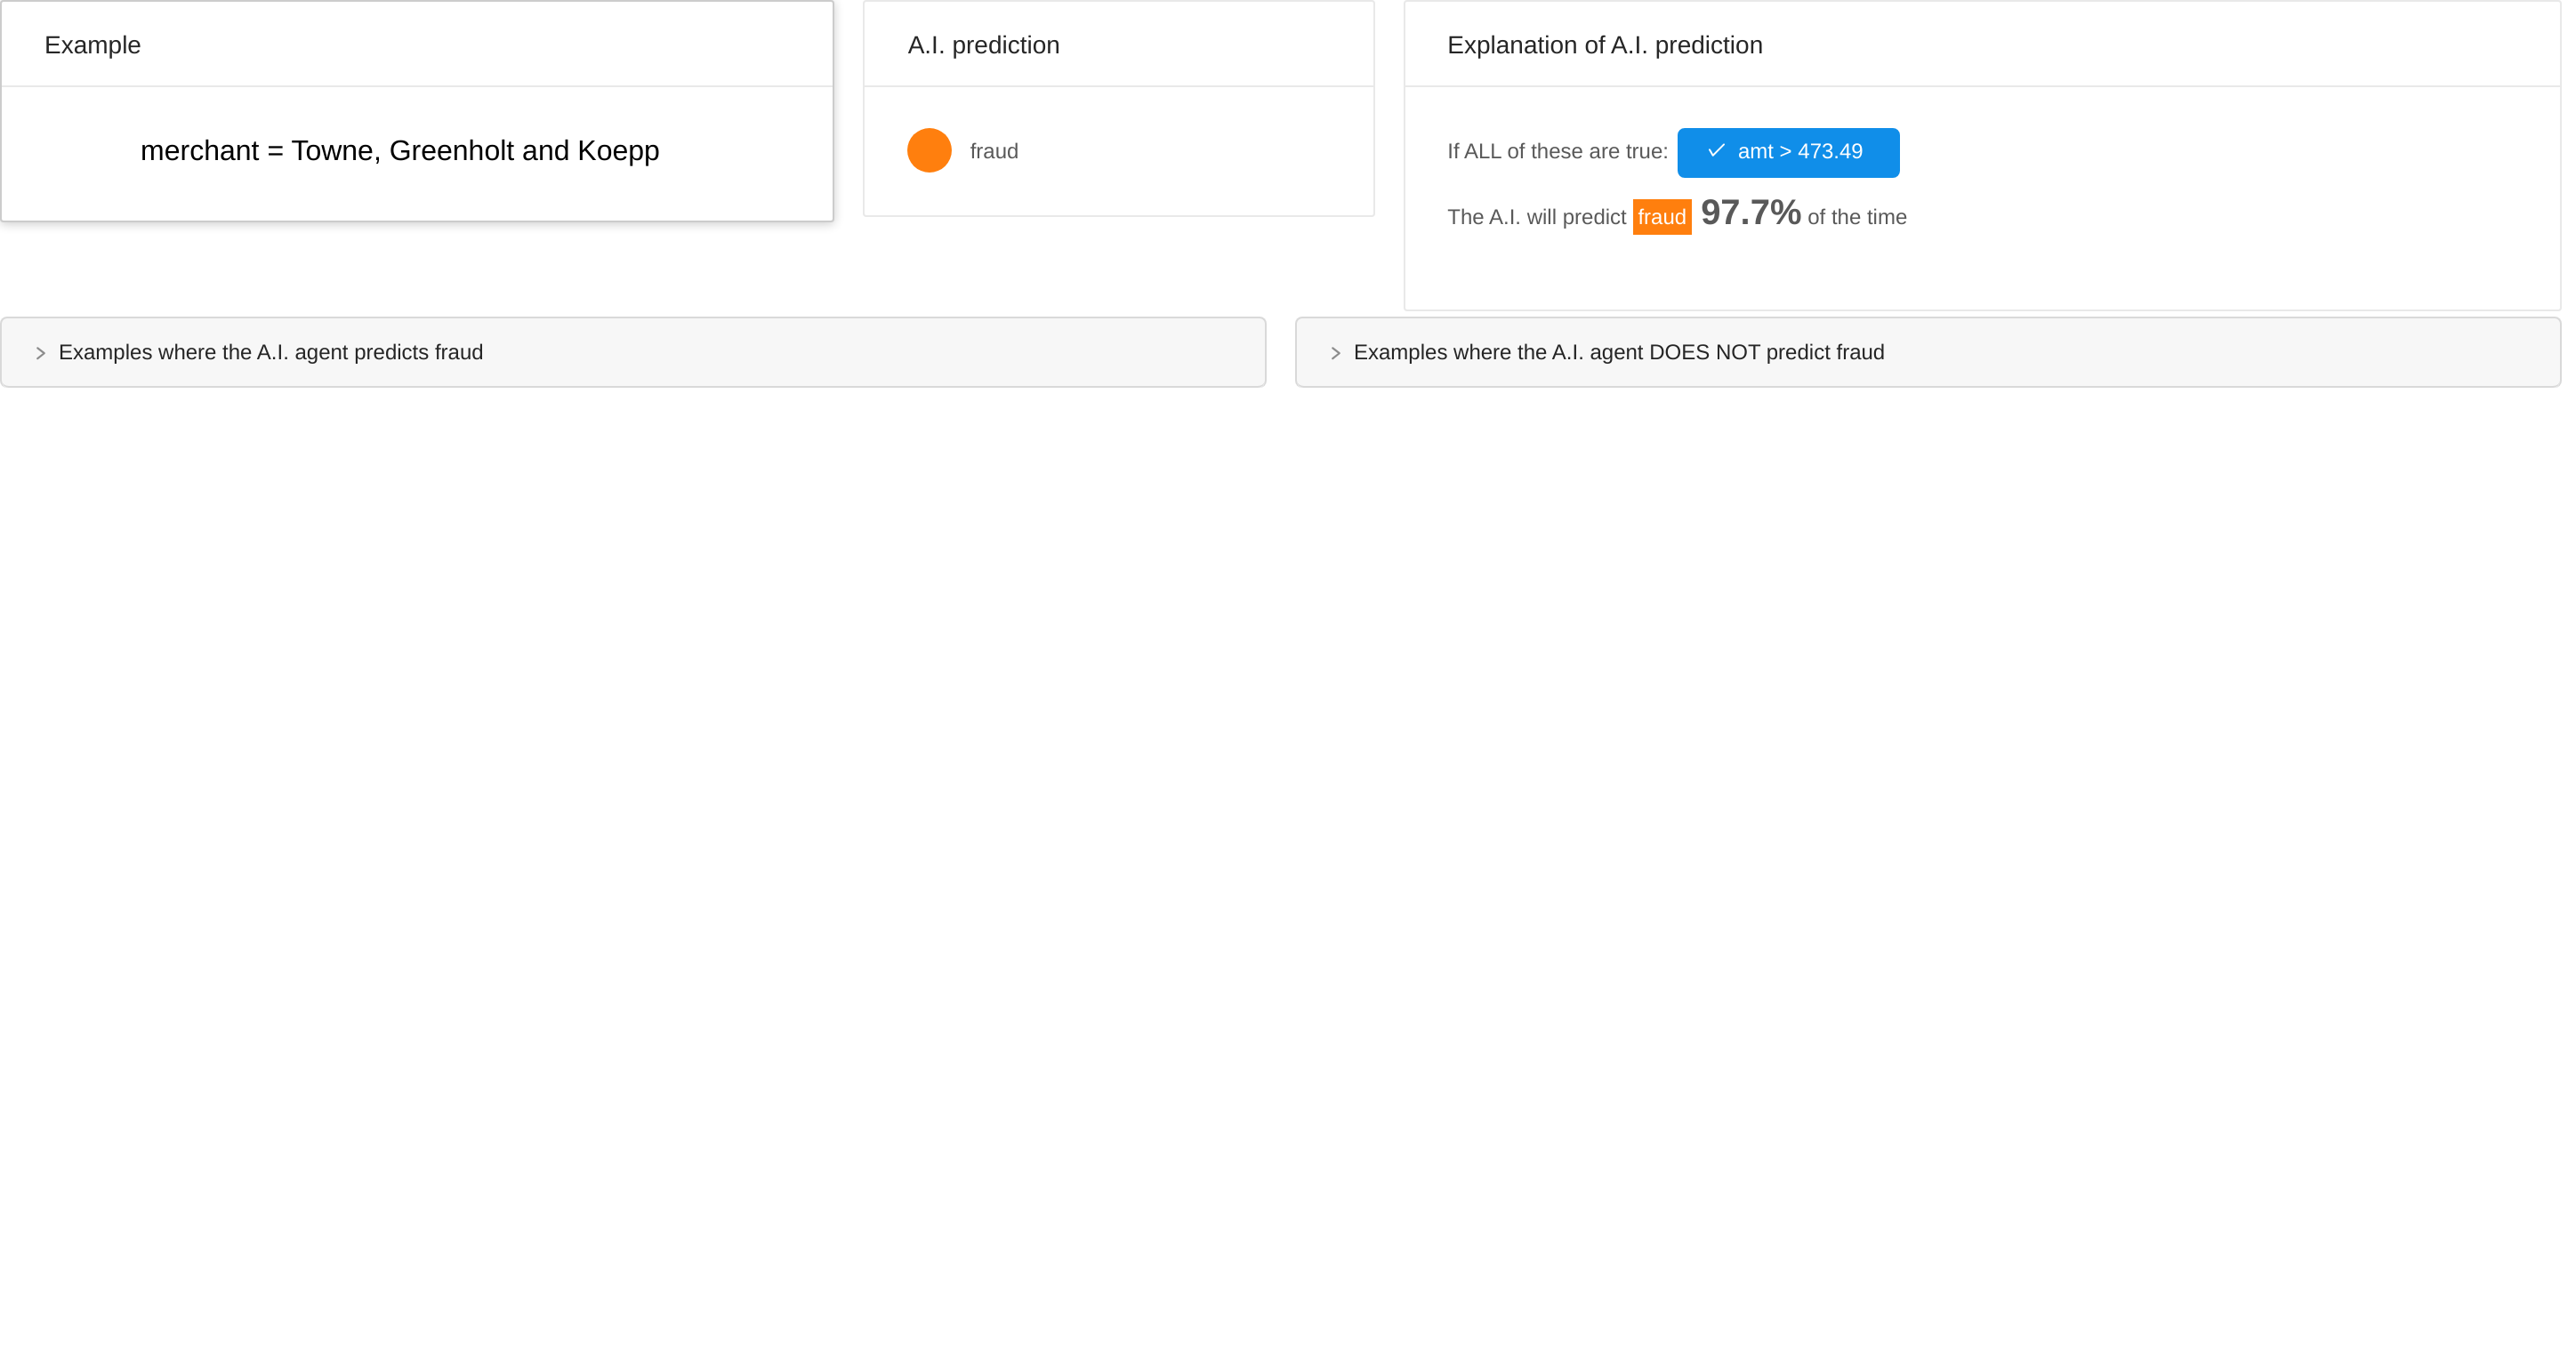 Example
merchant = Towne, Greenholt and Koepp
A.I. prediction
fraud
Explanation of A.I. prediction
If ALL of these are true: ✓ amt > 473.49
The A.I. will predict fraud 97.7% of the time
Examples where the A.I. agent predicts fraud
Examples where the A.I. agent DOES NOT predict fraud